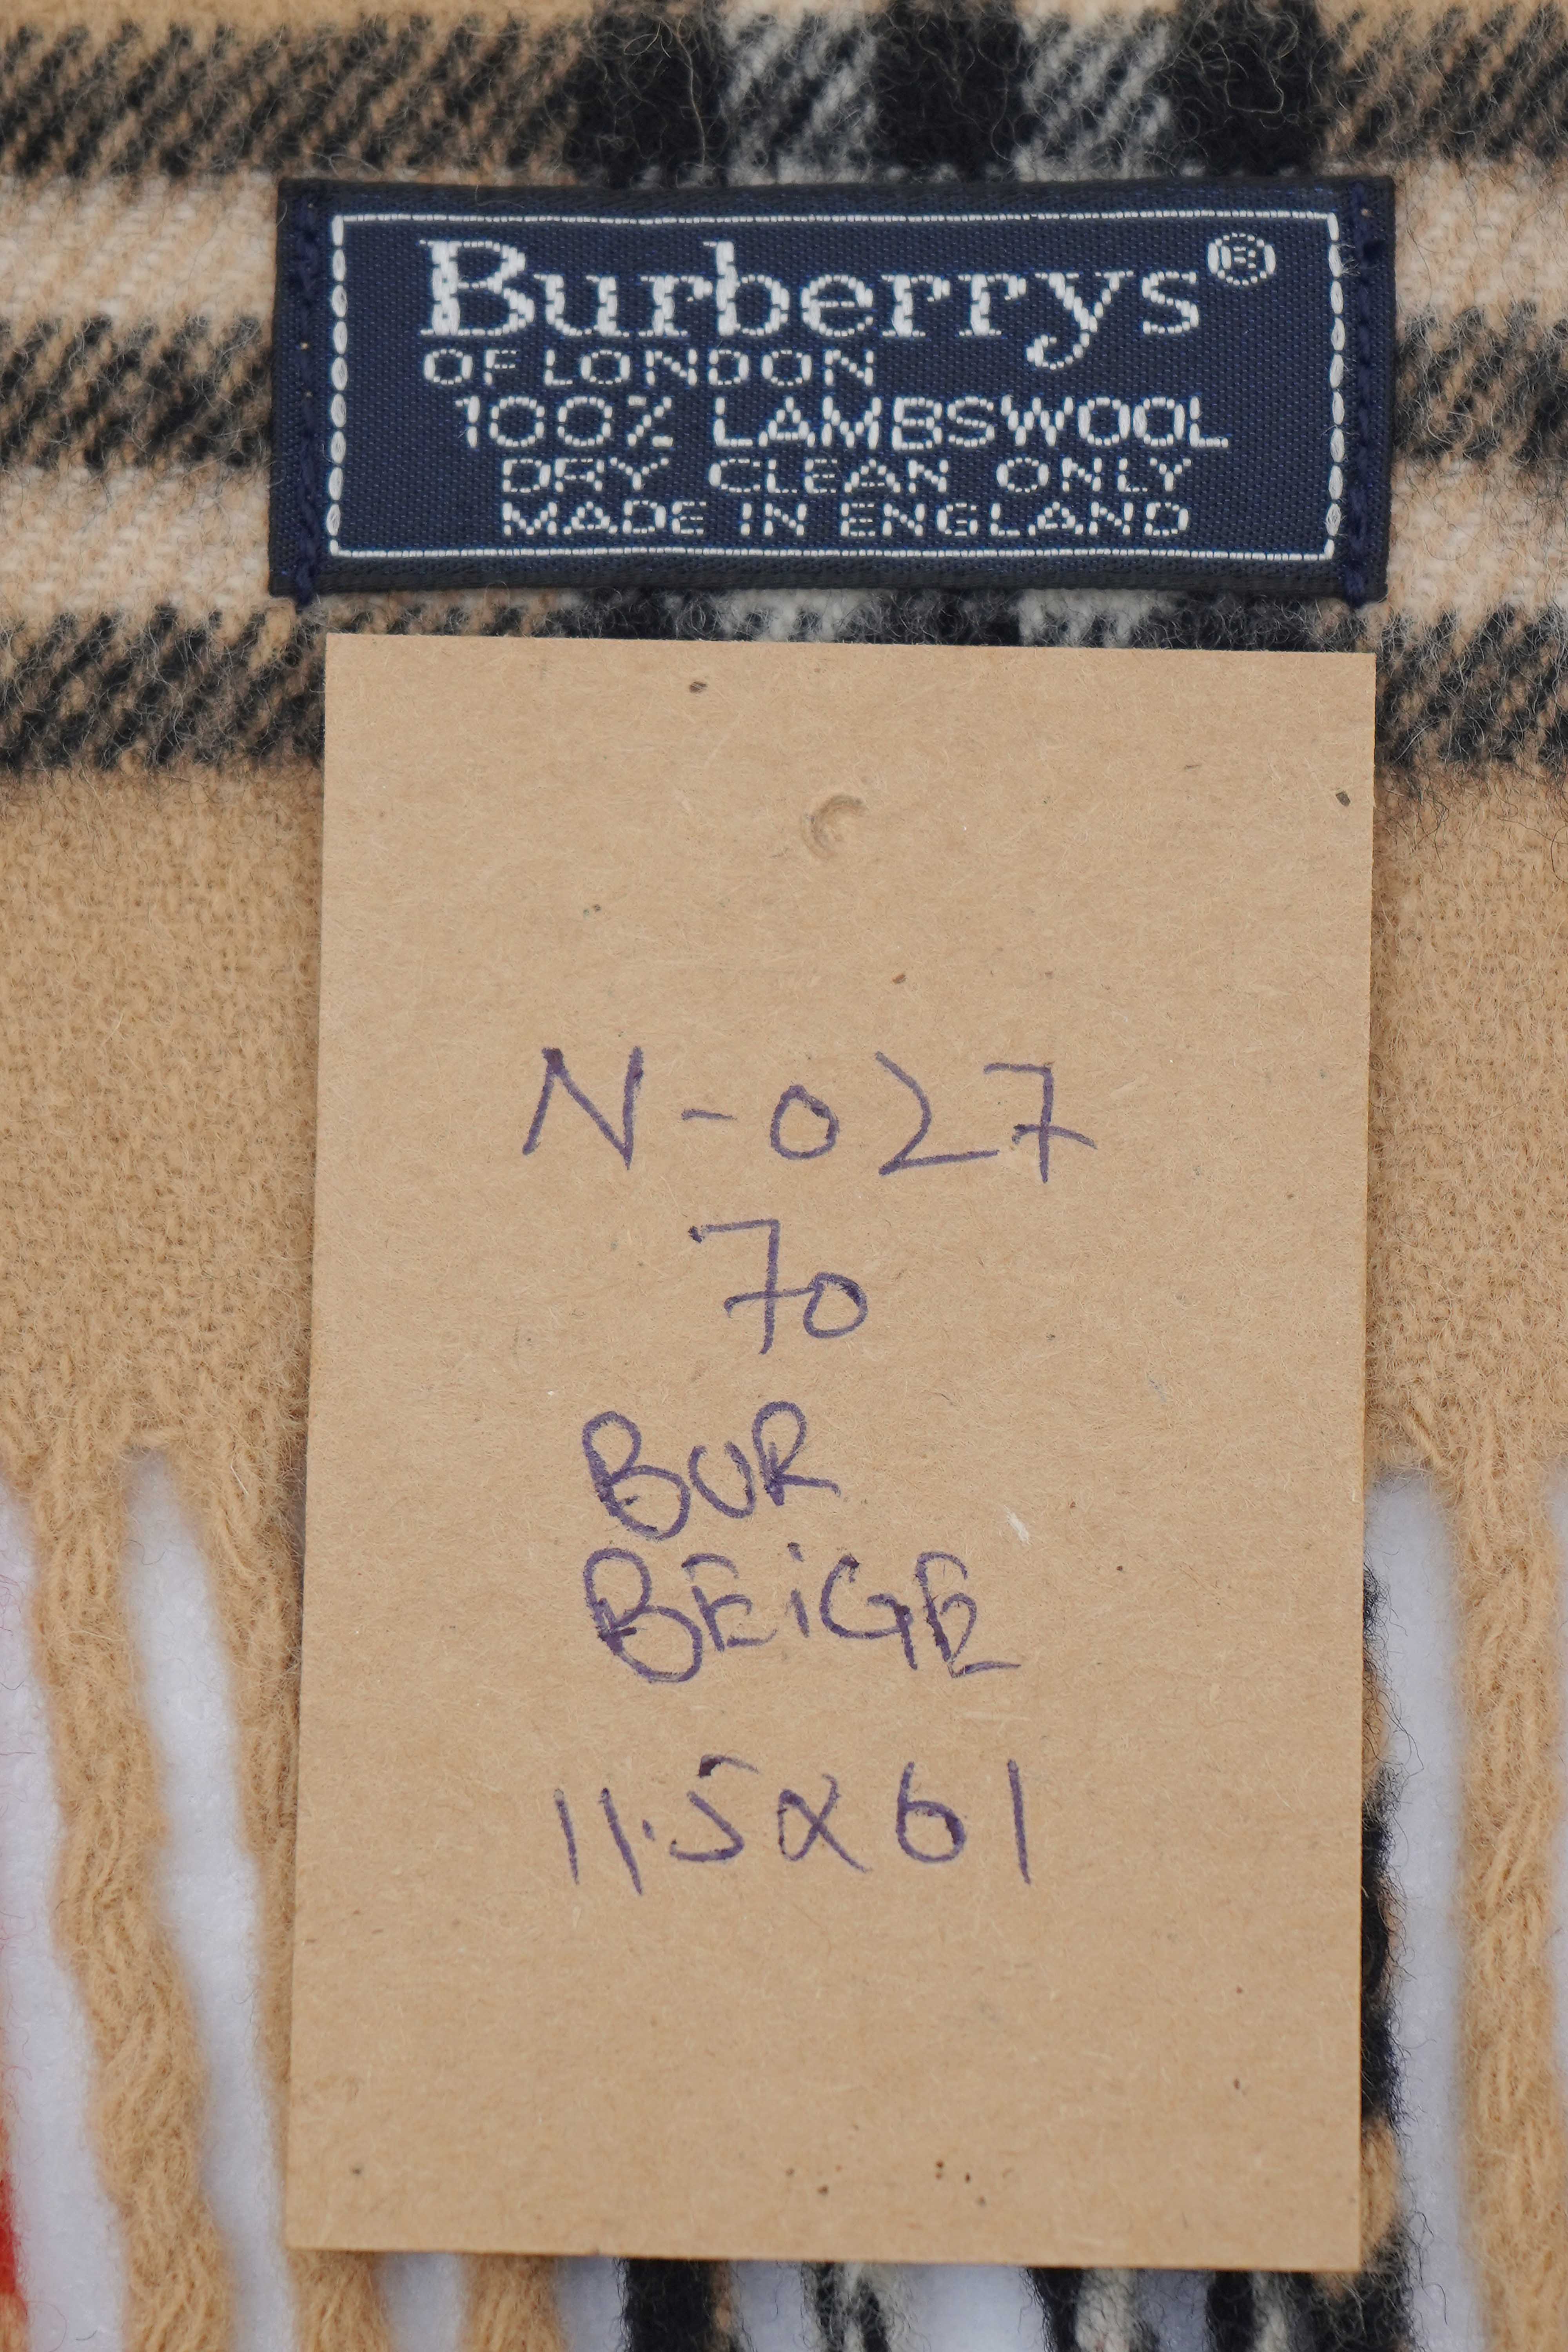 Burberrys®
OF LONDON
100% LAMBSWOOL
DRY CLEAN ONLY
MADE IN ENGLAND
N-027
70
BUR
BEiGE
11.5x61